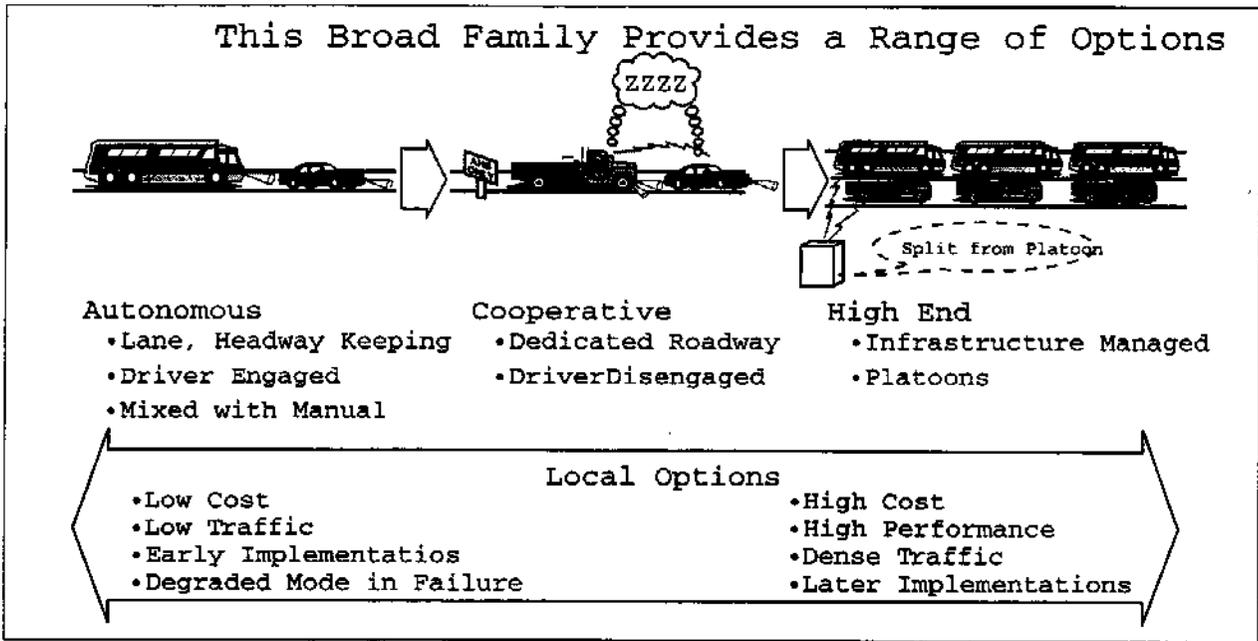 This Broad Family Provides a Range of Options
ZZZZ
Split from Platoon
Autonomous
•Lane, Headway Keeping
•Driver Engaged
•Mixed with Manual
Cooperative
•Dedicated Roadway
•DriverDisengaged
High End
•Infrastructure Managed
•Platoons
Local Options
•Low Cost
•Low Traffic
•Early Implementatios
•Degraded Mode in Failure
•High Cost
•High Performance
•Dense Traffic
•Later Implementations